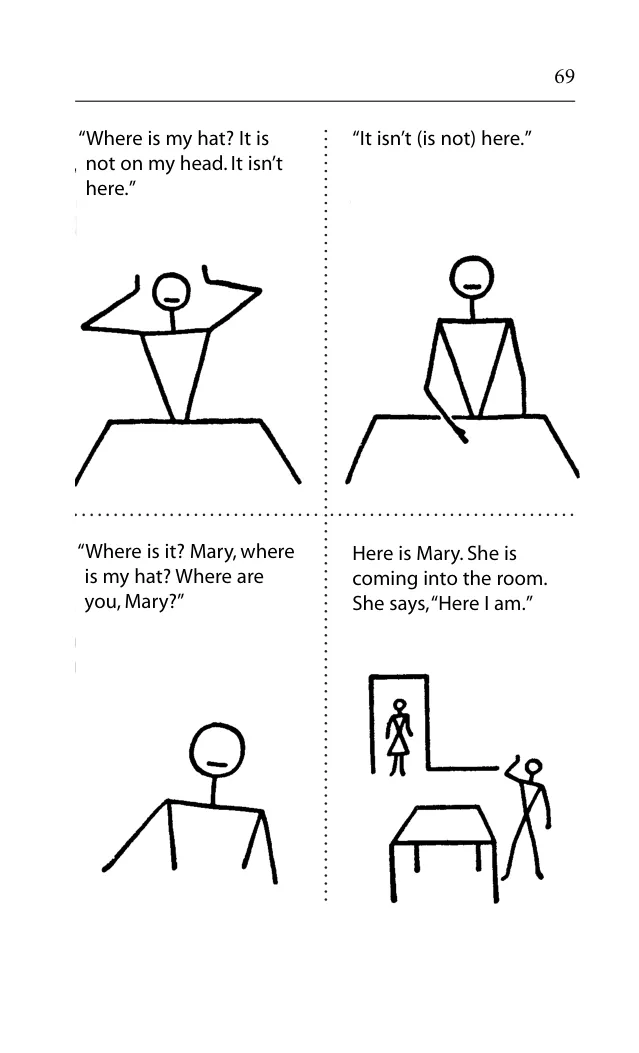 69
“Where is my hat? It is
not on my head. It isn’t
here.”
“It isn’t (is not) here.”
“Where is it? Mary, where
is my hat? Where are
you, Mary?”
Here is Mary. She is
coming into the room.
She says, “Here I am.”